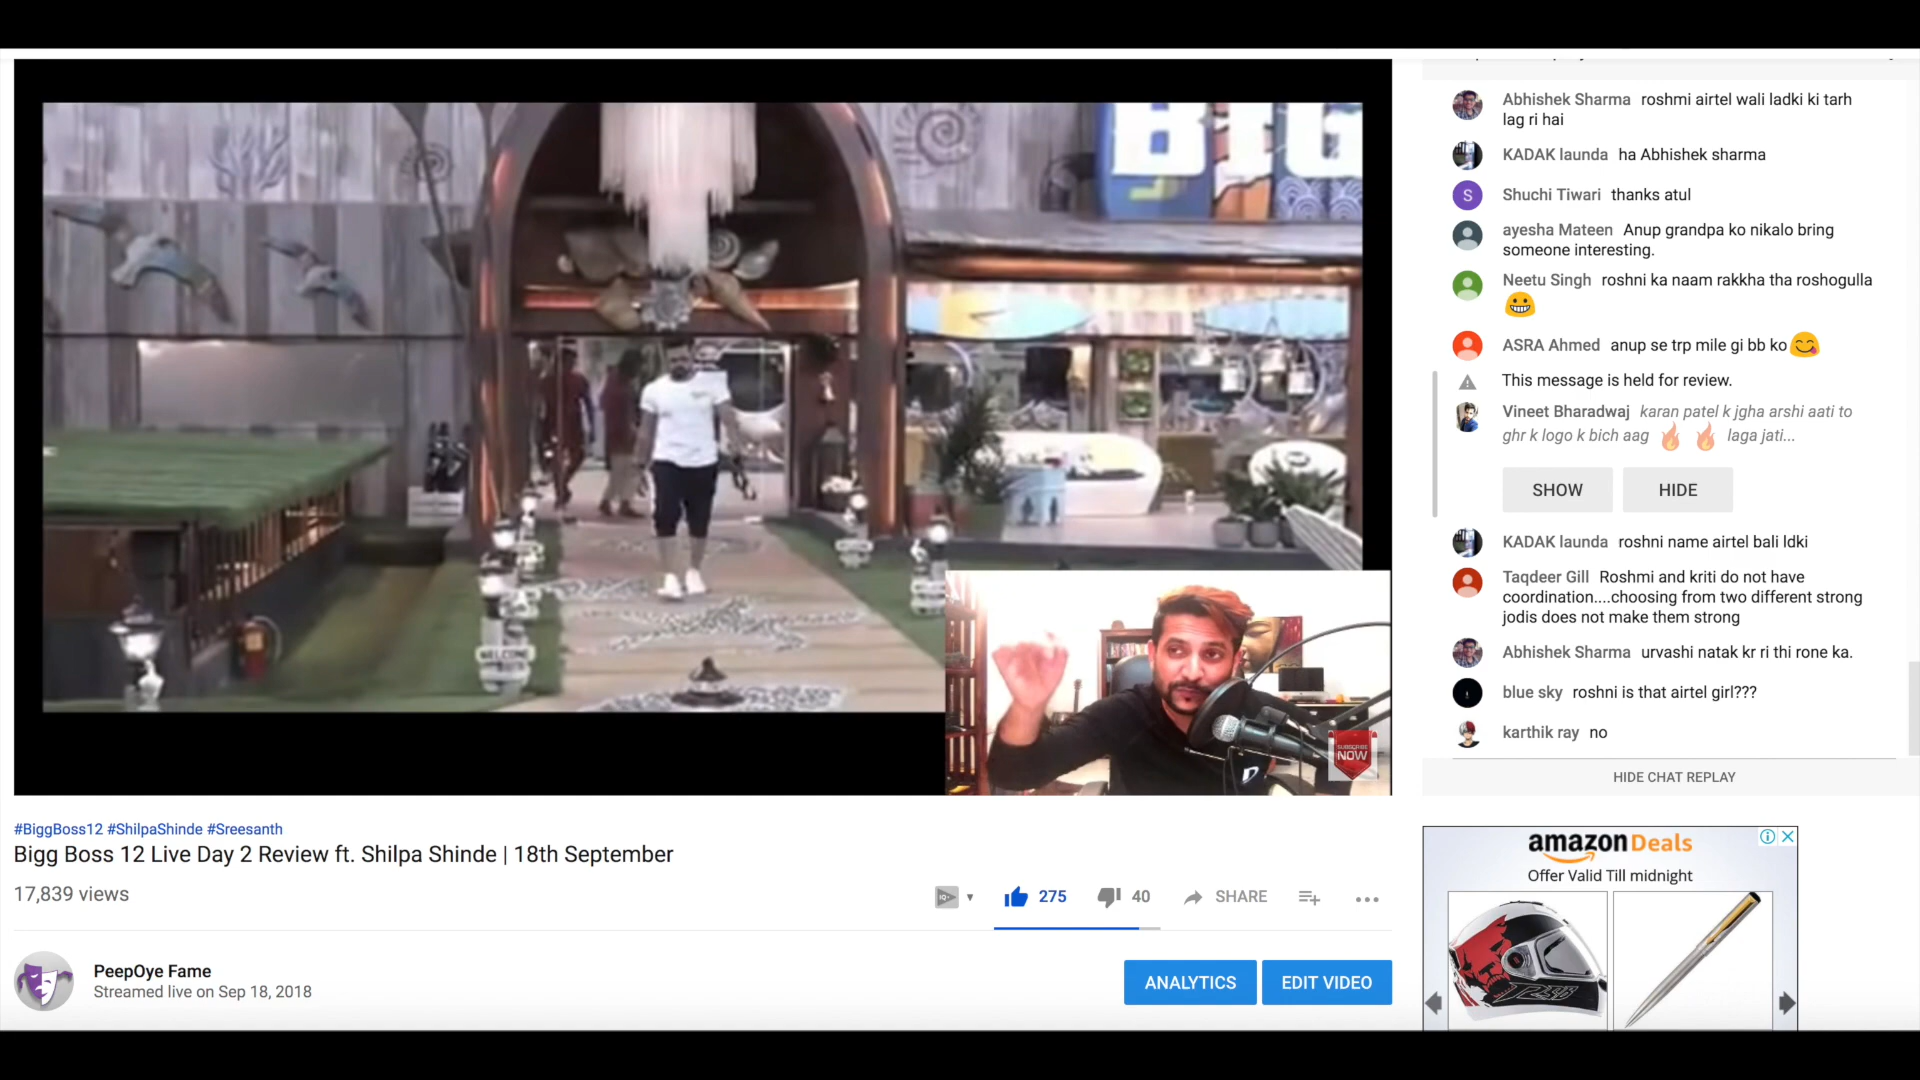 BIG
WELCOME
SUBSCRIBE
NOW
#BiggBoss12 #ShilpaShinde #Sreesanth
Bigg Boss 12 Live Day 2 Review ft. Shilpa Shinde | 18th September
17,839 views
IQ
275
40
SHARE
PeepOye Fame
Streamed live on Sep 18, 2018
ANALYTICS
EDIT VIDEO
Abhishek Sharma roshmi airtel wali ladki ki tarh
lag ri hai
KADAK launda ha Abhishek sharma
S
Shuchi Tiwari thanks atul
ayesha Mateen Anup grandpa ko nikalo bring
someone interesting.
Neetu Singh roshni ka naam rakkha tha roshogulla
😀
ASRA Ahmed anup se trp mile gi bb ko😋
This message is held for review.
Vineet Bharadwaj karan patel k jgha arshi aati to
ghr k logo k bich aag 🔥 🔥 laga jati...
SHOW
HIDE
KADAK launda roshni name airtel bali ldki
Taqdeer Gill Roshmi and kriti do not have
coordination....choosing from two different strong
jodis does not make them strong
Abhishek Sharma urvashi natak kr ri thi rone ka.
blue sky roshni is that airtel girl???
karthik ray no
HIDE CHAT REPLAY
amazon Deals
Offer Valid Till midnight